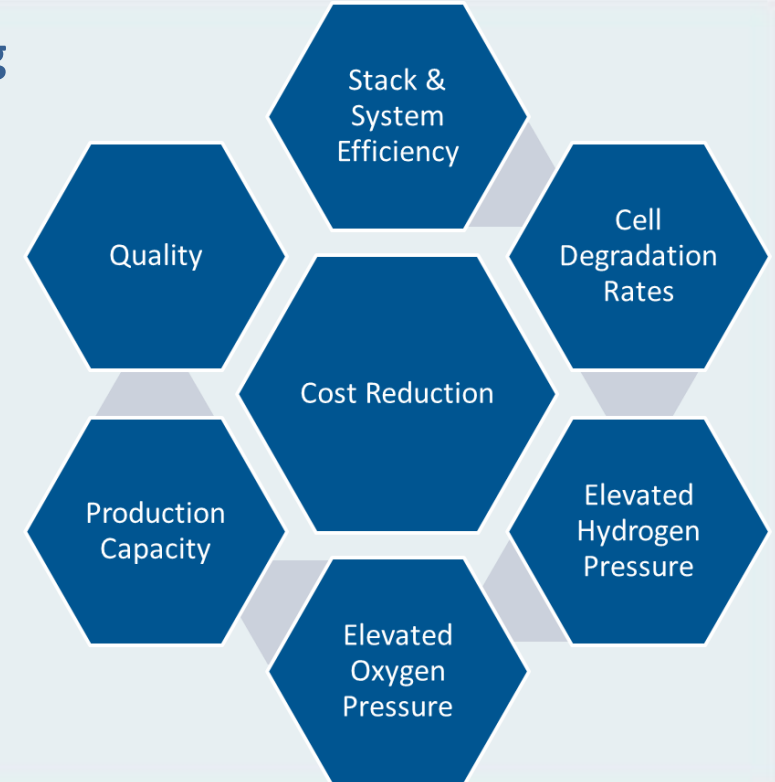 g
Stack &
System
Efficiency
Cell
Degradation
Rates
Quality
Cost Reduction
Elevated
Hydrogen
Pressure
Production
Capacity
Elevated
Oxygen
Pressure